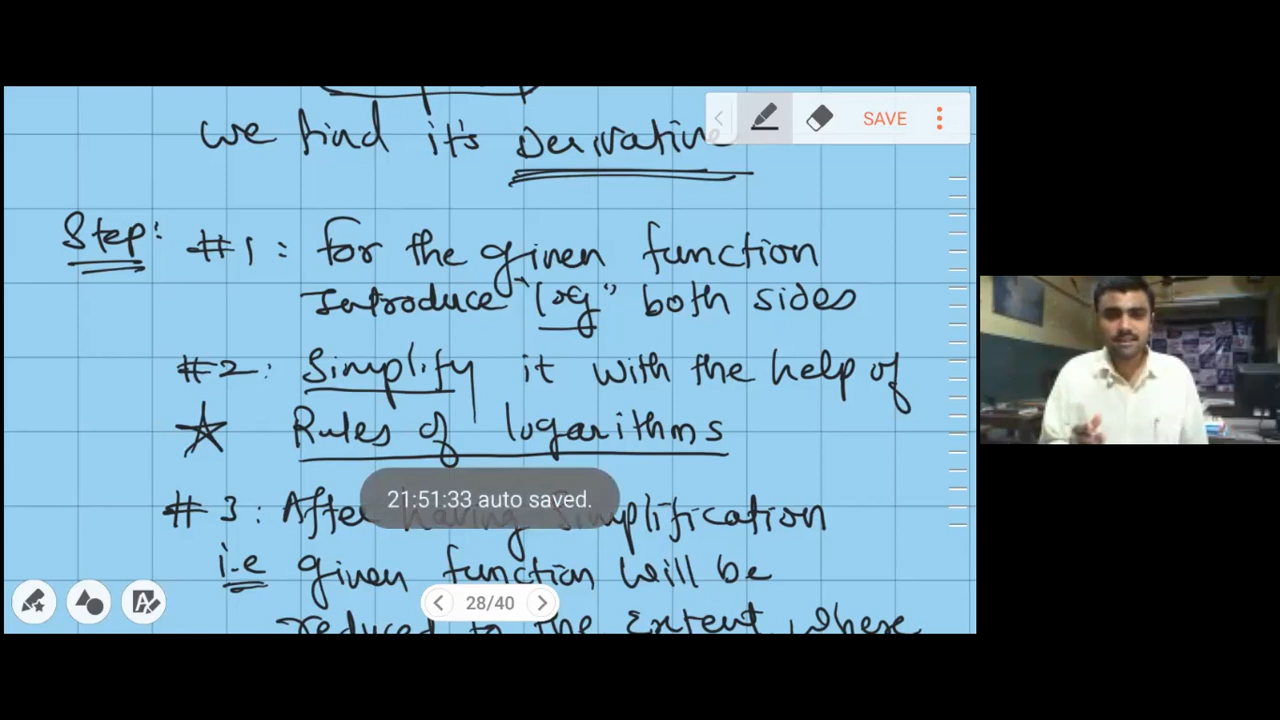 we find it's Derivative
SAVE
Step: #1: for the given function
Introduce "log" both sides
#2: Simplify it with the help of
Rules of logarithms
21:51:33 auto saved.
#3: After having Simplification
i.e given function will be
28/40
reduced to the extent where